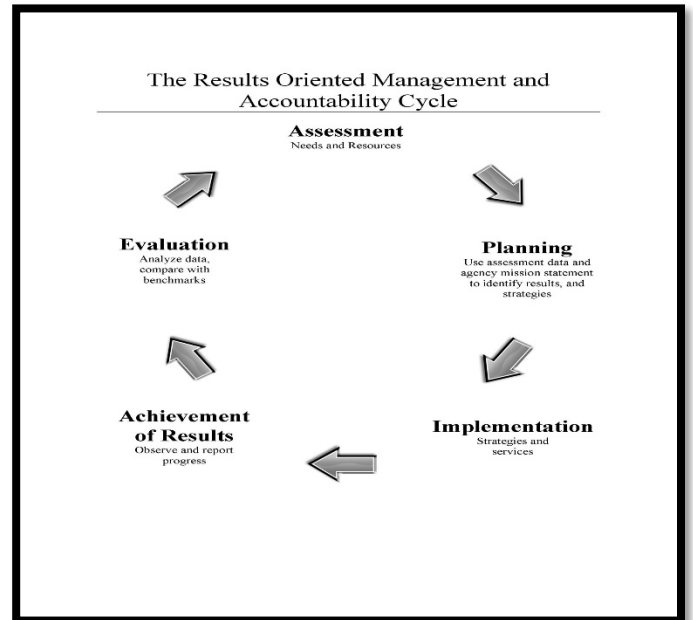 The Results Oriented Management and
Accountability Cycle
Assessment
Needs and Resources
Evaluation
Analyze data,
compare with
benchmarks
Planning
Use assessment data and
agency mission statement
to identify results, and
strategies
Achievement
of Results
Observe and report
progress
Implementation
Strategies and
services